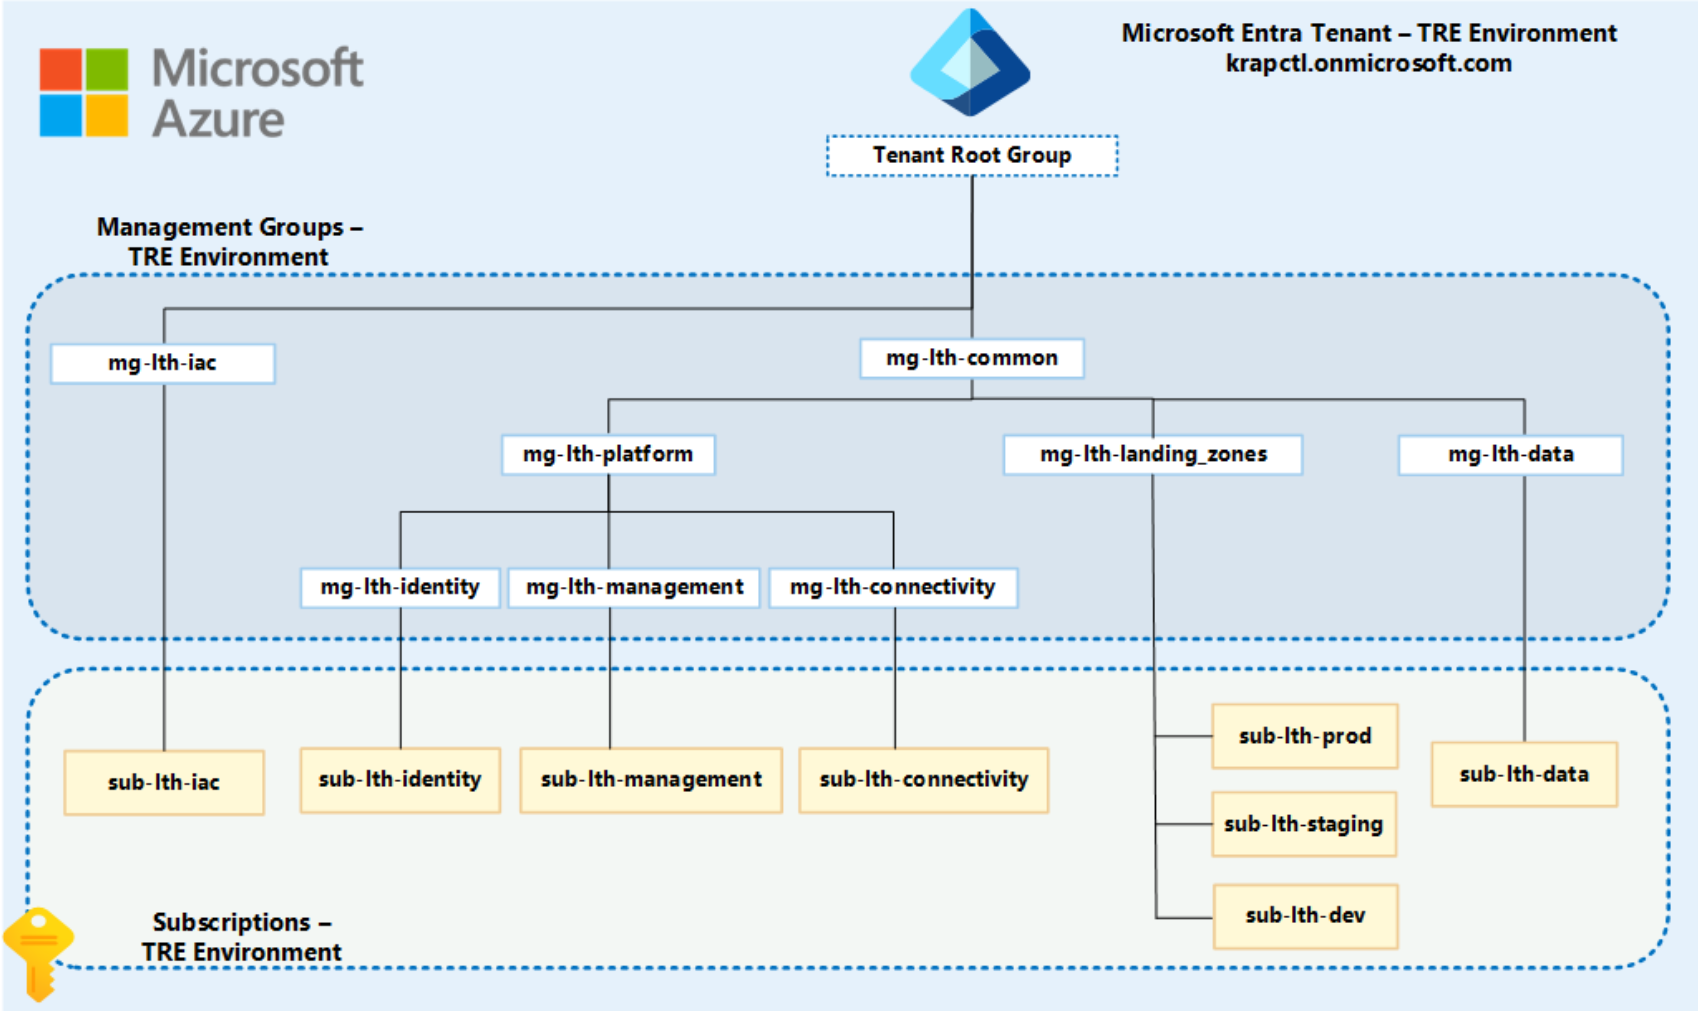 Microsoft
Azure
Microsoft Entra Tenant – TRE Environment
krapctl.onmicrosoft.com
Tenant Root Group
Management Groups –
TRE Environment
mg-lth-iac
mg-lth-common
mg-lth-platform
mg-lth-landing_zones
mg-lth-data
mg-lth-identity
mg-lth-management
mg-lth-connectivity
sub-lth-iac
sub-lth-identity
sub-lth-management
sub-lth-connectivity
sub-lth-prod
sub-lth-staging
sub-lth-dev
sub-lth-data
Subscriptions –
TRE Environment